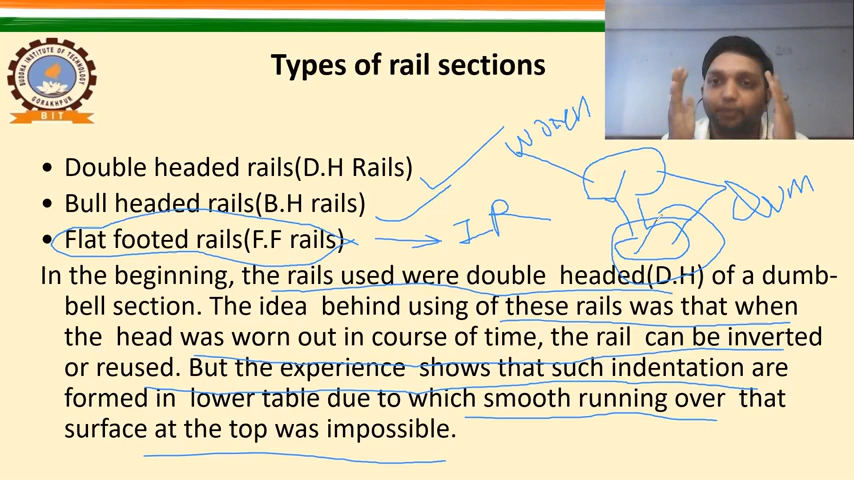 Types of rail sections
BUDDHA INSTITUTE OF TECHNOLOGY
GORAKHPUR
BIT
• Double headed rails(D.H Rails)
• Bull headed rails(B.H rails)
• Flat footed rails(F.F rails)
IR
In the beginning, the rails used were double headed(D.H) of a dumb-
bell section. The idea behind using of these rails was that when
the head was worn out in course of time, the rail can be inverted
or reused. But the experience shows that such indentation are
formed in lower table due to which smooth running over that
surface at the top was impossible.